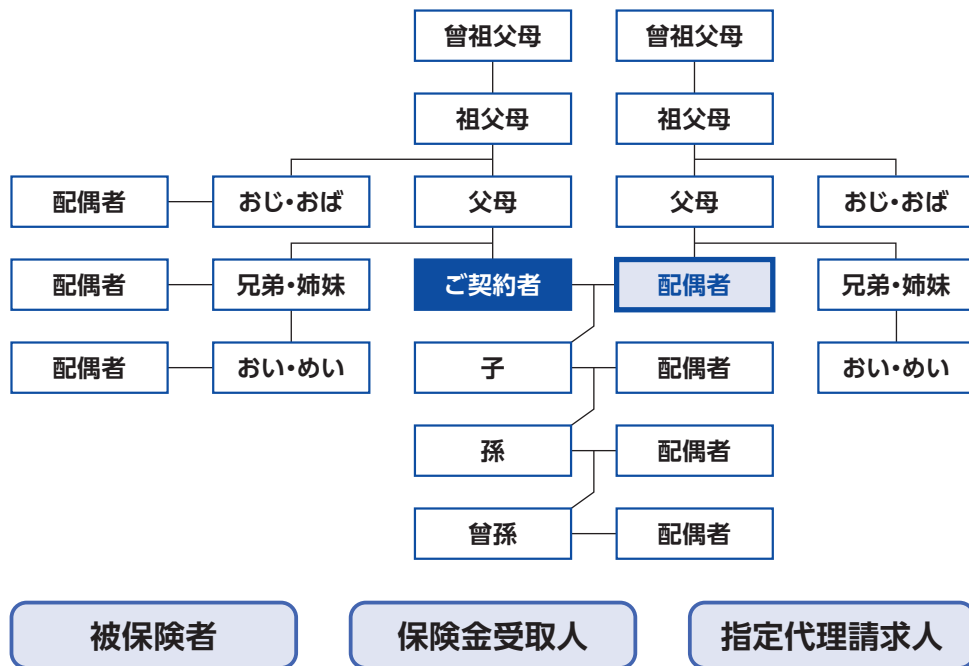 曾祖父母 曾祖父母
祖父母 祖父母
配偶者 おじ・おば 父母 父母 おじ・おば
配偶者 兄弟・姉妹 ご契約者 配偶者 兄弟・姉妹
配偶者 おい・めい 子 配偶者 おい・めい
孫 配偶者
曾孫 配偶者
被保険者 保険金受取人 指定代理請求人